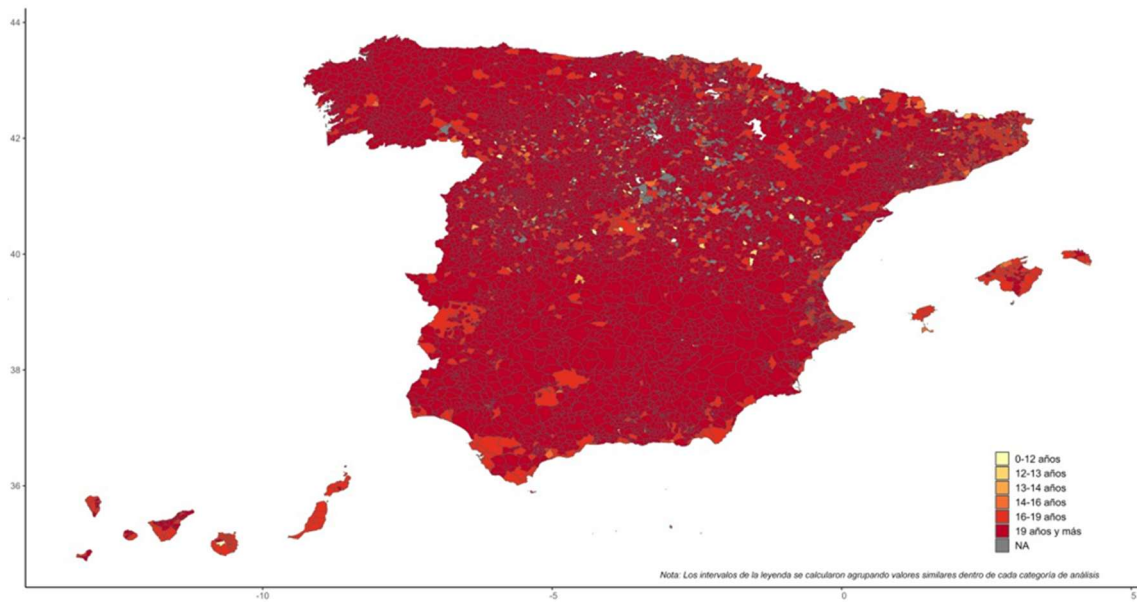 44
42
40
38
36
0-12 años
12-13 años
13-14 años
14-16 años
16-19 años
19 años y más
NA
Nota: Los intervalos de la leyenda se calcularon agrupando valores similares dentro de cada categoría de análisis
-10
-5
0
5